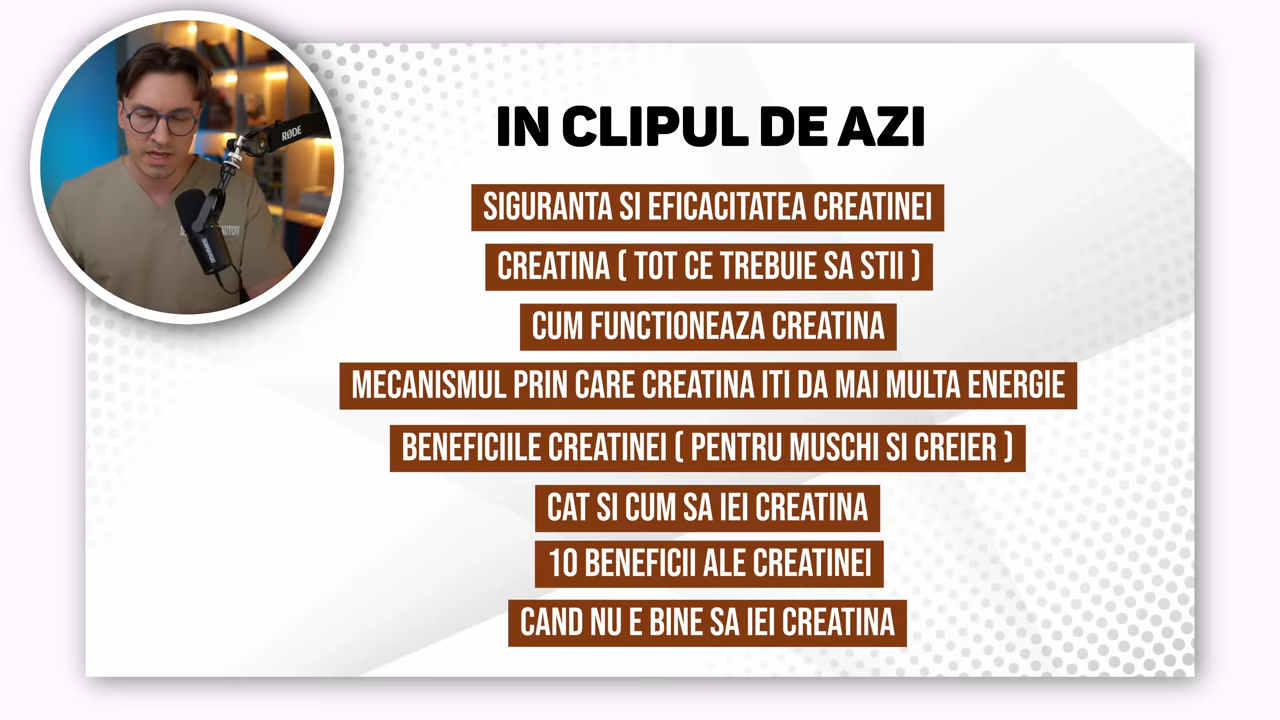 IN CLIPUL DE AZI
SIGURANTA SI EFICACITATEA CREATINEI
CREATINA ( TOT CE TREBUIE SA STII )
CUM FUNCTIONEAZA CREATINA
MECANISMUL PRIN CARE CREATINA ITI DA MAI MULTA ENERGIE
BENEFICIILE CREATINEI ( PENTRU MUSCHI SI CREIER )
CAT SI CUM SA IEI CREATINA
10 BENEFICII ALE CREATINEI
CAND NU E BINE SA IEI CREATINA
RØDE
SHURE